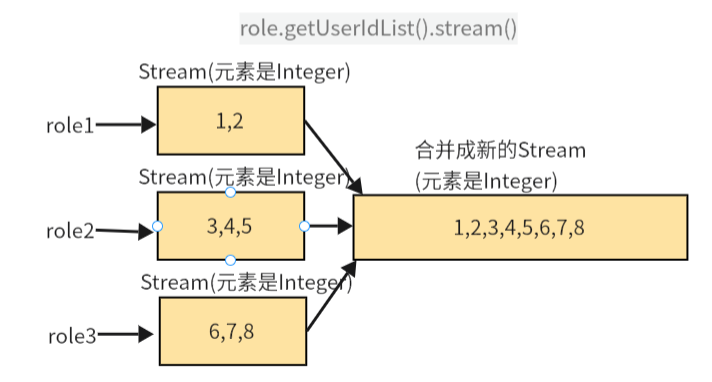 role.getUserIdList().stream()
Stream(元素是Integer)
role1
1,2
Stream(元素是Integer)
role2
3,4,5
Stream(元素是Integer)
role3
6,7,8
合并成新的Stream
(元素是Integer)
1,2,3,4,5,6,7,8